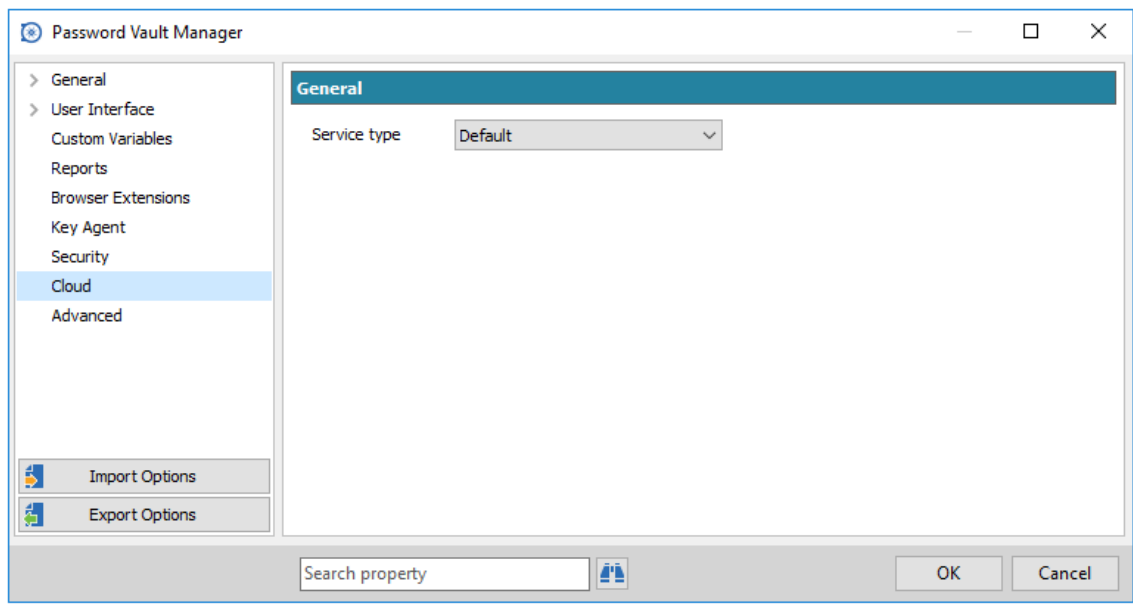 Password Vault Manager
General
User Interface
Custom Variables
Reports
Browser Extensions
Key Agent
Security
Cloud
Advanced
Import Options
Export Options
General
Service type Default
Search property
OK Cancel